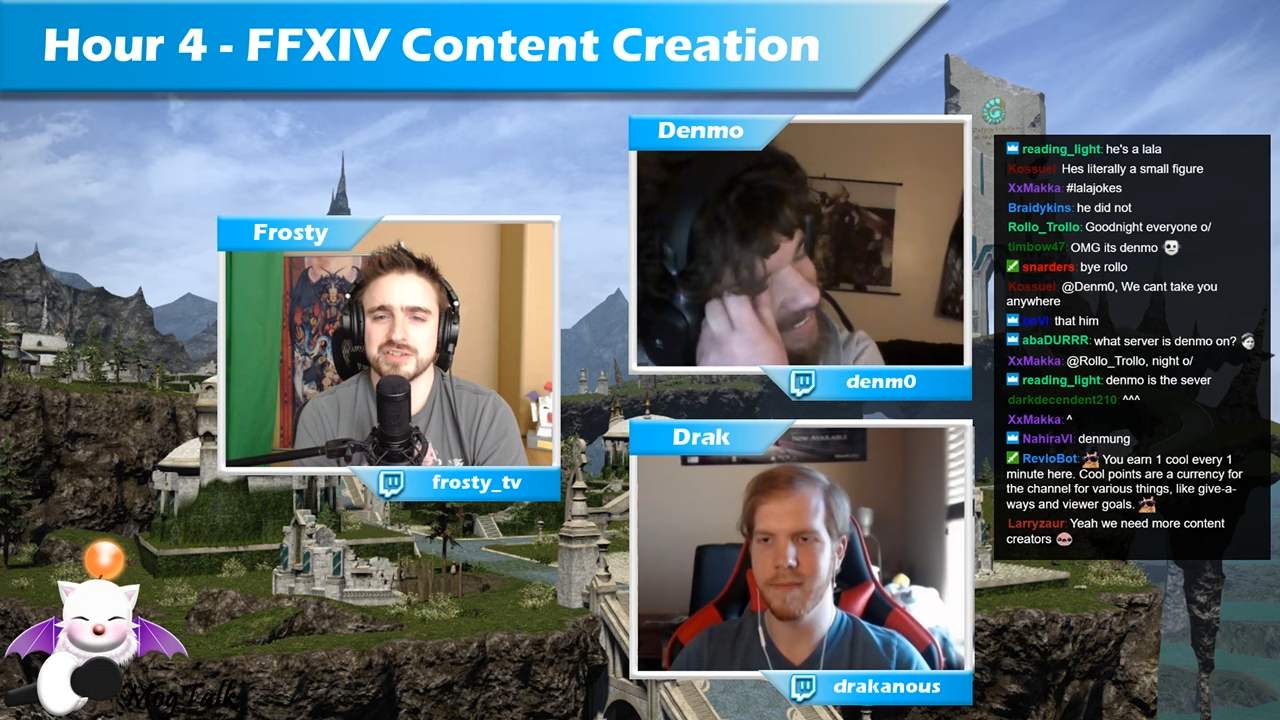 Hour 4 - FFXIV Content Creation
Frosty
frosty_tv
Denmo
denm0
Drak
NOW AVAILABLE
drakanous
reading_light: he's a lala
Kossuel: Hes literally a small figure
XxMakka: #lalajokes
Braidykins: he did not
Rollo_Trollo: Goodnight everyone o/
timbow47: OMG its denmo
snarders: bye rollo
Kossuel: @Denm0, We cant take you
anywhere
that him
abaDURRR: what server is denmo on?
XxMakka: @Rollo_Trollo, night o/
reading_light: denmo is the sever
darkdecendent210: ^^^
XxMakka: ^
NahiraVI: denmung
RevloBot: You earn 1 cool every 1
minute here. Cool points are a currency for
the channel for various things, like give-a-
ways and viewer goals.
Larryzaur: Yeah we need more content
creators
MogTalk